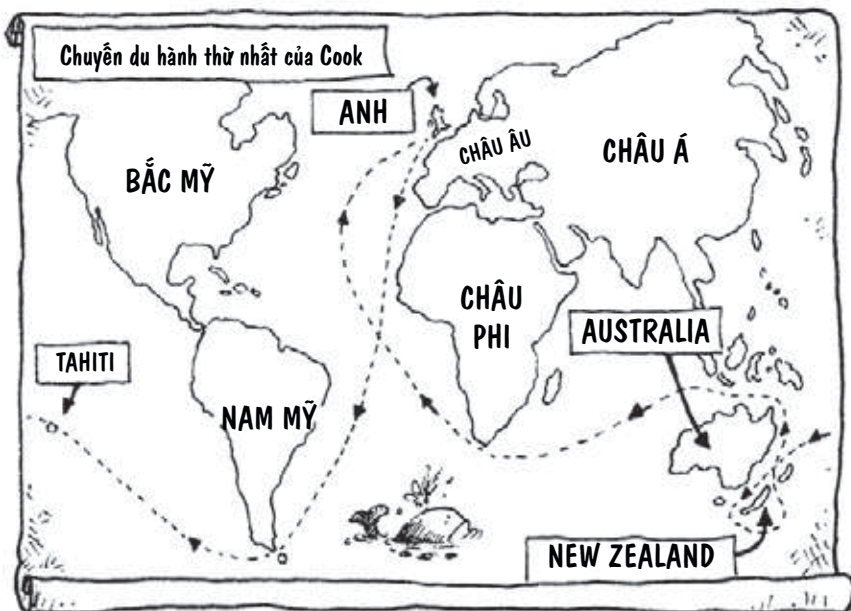 Chuyến du hành thừ nhất của Cook
ANH
CHÂU ÂU
CHÂU Á
BẮC MỸ
CHÂU
PHI
AUSTRALIA
TAHITI
NAM MỸ
NEW ZEALAND